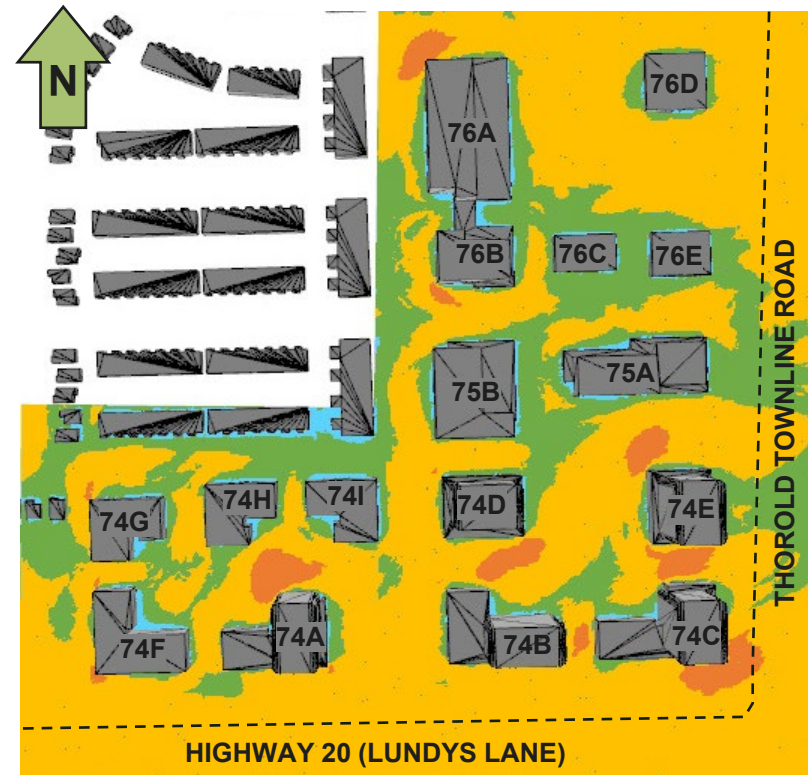 N
76D
76A
76B
76C
76E
75A
75B
74I
74H
74D
74E
74G
74A
74B
74C
74F
THOROLD TOWNLINE ROAD
HIGHWAY 20 (LUNDYS LANE)